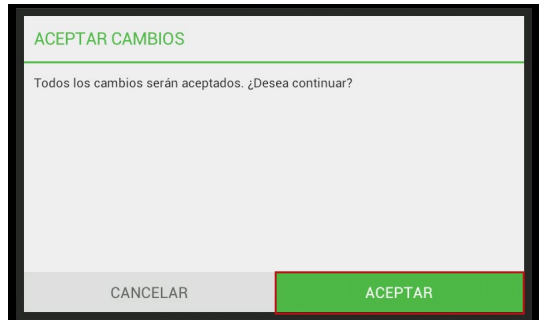 ACEPTAR CAMBIOS
Todos los cambios serán aceptados. ¿Desea continuar?
CANCELAR
ACEPTAR